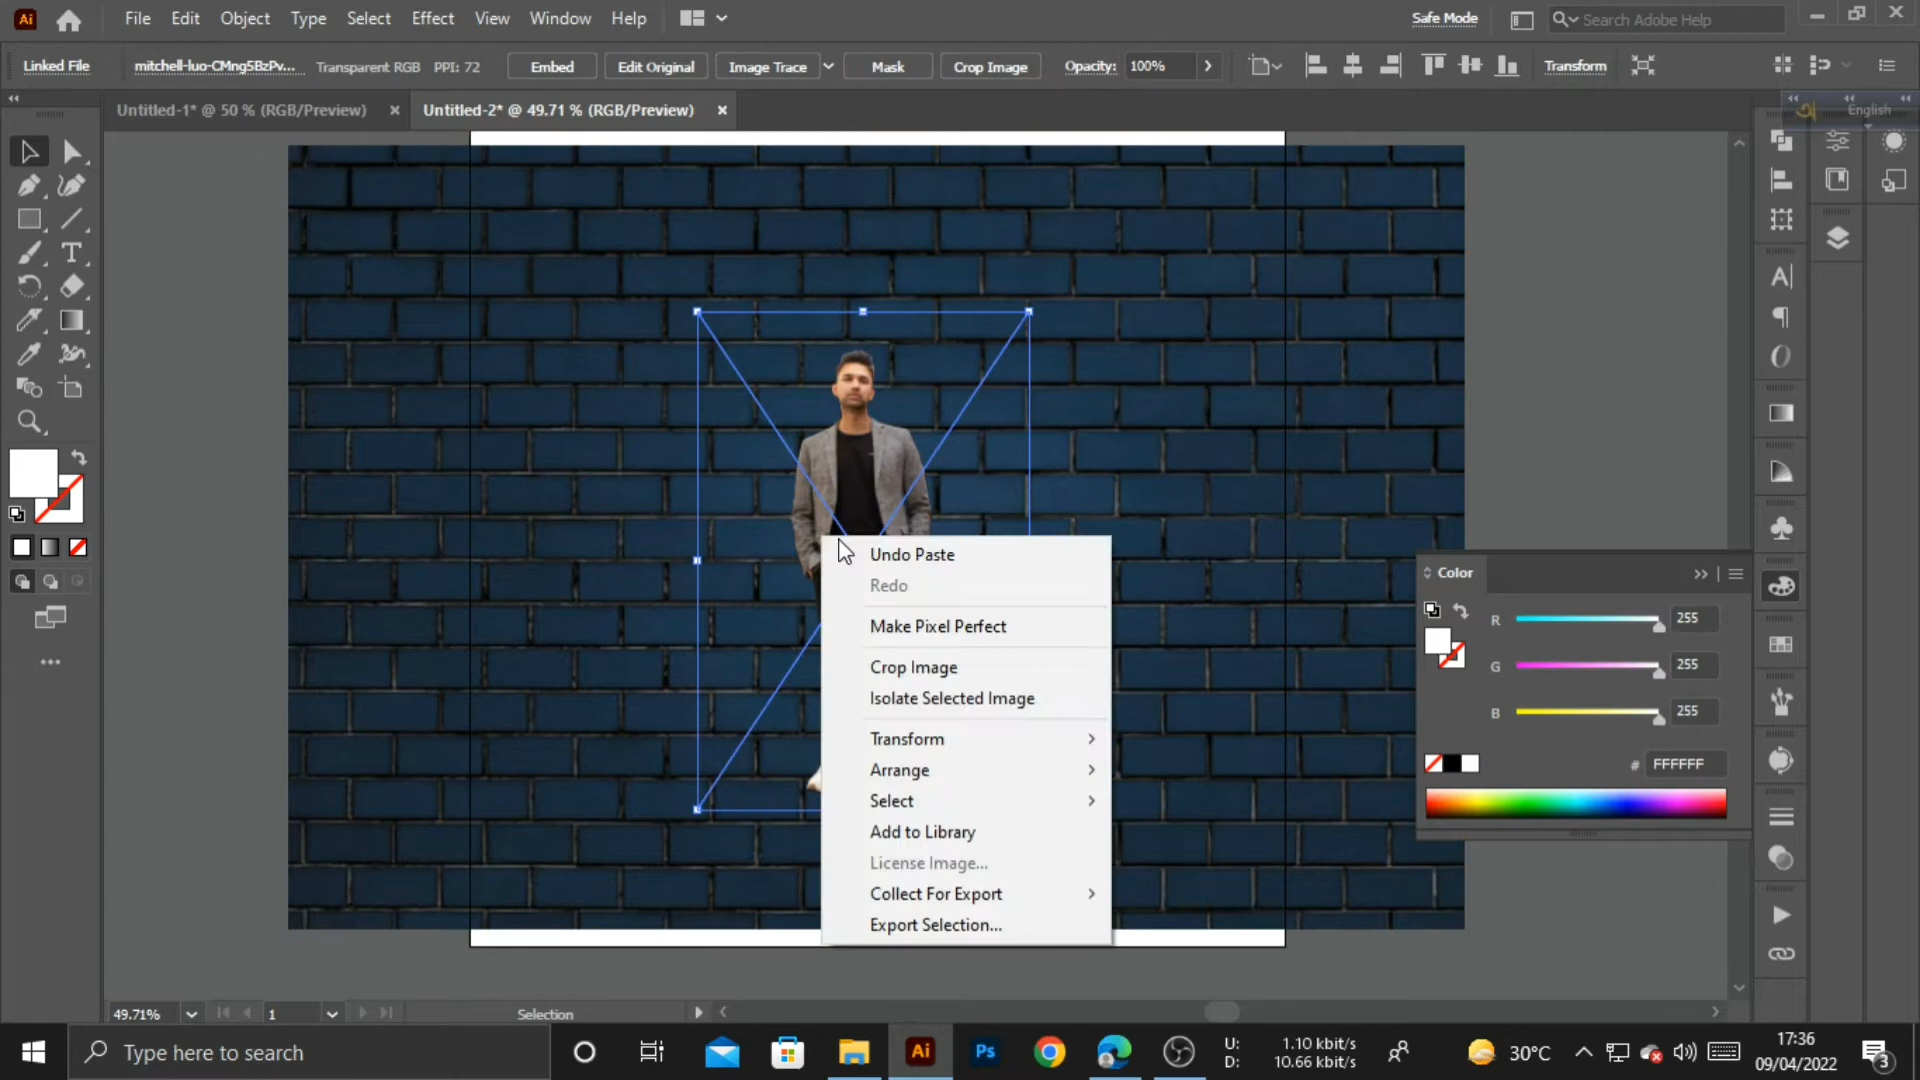 Ai File Edit Object Type Select Effect View Window Help Safe Mode Search Adobe Help
Linked File mitchell-luo-CMng5BzPv... Transparent RGB PPI: 72 Embed Edit Original Image Trace Mask Crop Image Opacity: 100% Transform
Untitled-1* @ 50 % (RGB/Preview) × Untitled-2* @ 49.71 % (RGB/Preview) × English
Undo Paste
Redo
Make Pixel Perfect
Crop Image
Isolate Selected Image
Transform
Arrange
Select
Add to Library
License Image...
Collect For Export
Export Selection...
Color
R 255
G 255
B 255
# FFFFFF
49.71% 1 Selection
Type here to search
Ai
Ps
U: 1.10 kbit/s
D: 10.66 kbit/s
30°C
17:36
09/04/2022
3